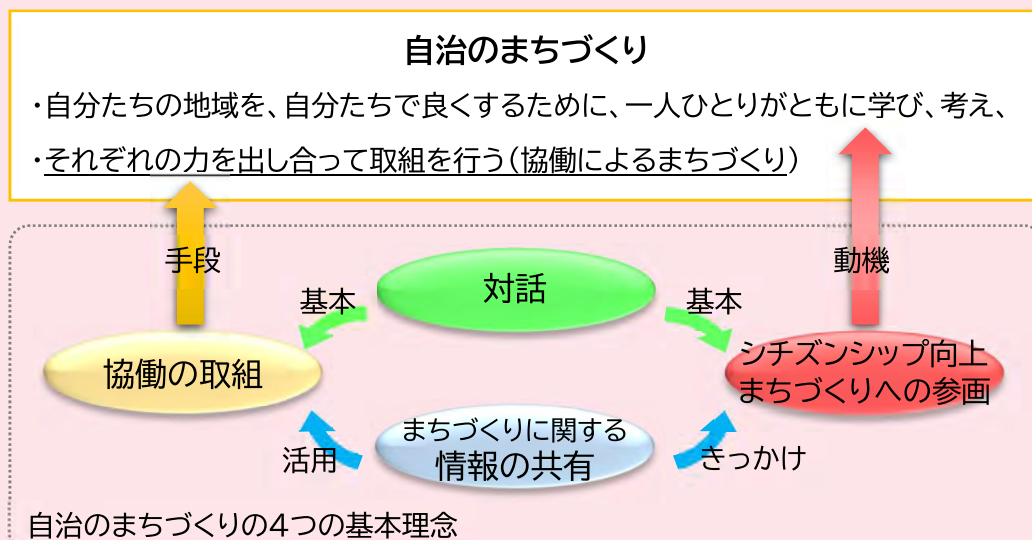 自治のまちづくり
・自分たちの地域を、自分たちで良くするために、一人ひとりがともに学び、考え、
・それぞれの力を出し合って取組を行う(協働によるまちづくり)
手段
動機
基本
対話
基本
協働の取組
シチズンシップ向上
まちづくりへの参画
活用
まちづくりに関する
情報の共有
きっかけ
自治のまちづくりの4つの基本理念